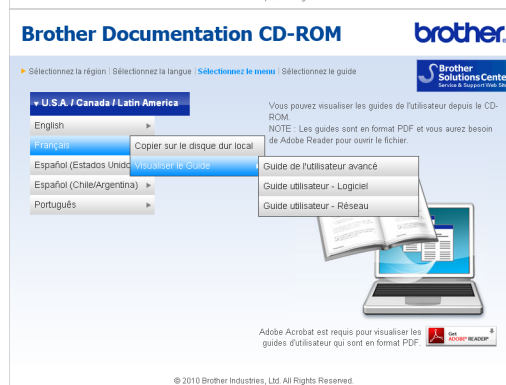 Brother Documentation CD-ROM
brother
Sélectionnez la région | Sélectionnez la langue | Sélectionnez le menu | Sélectionnez le guide
Brother
Solutions Center
Service & Support Web Site
U.S.A. / Canada / Latin America
English
Français
Español (Estados Unido
Español (Chile/Argentina)
Português
Copier sur le disque dur local
Visualiser le Guide
Guide de l'utilisateur avancé
Guide utilisateur - Logiciel
Guide utilisateur - Réseau
Vous pouvez visualiser les guides de l'utilisateur depuis le CD-
ROM.
NOTE : Les guides sont en format PDF et vous aurez besoin
de Adobe Reader pour ouvrir le fichier.
Adobe Acrobat est requis pour visualiser les
guides d'utilisateur qui sont en format PDF.
Get
ADOBE® READER®
© 2010 Brother Industries, Ltd. All Rights Reserved.